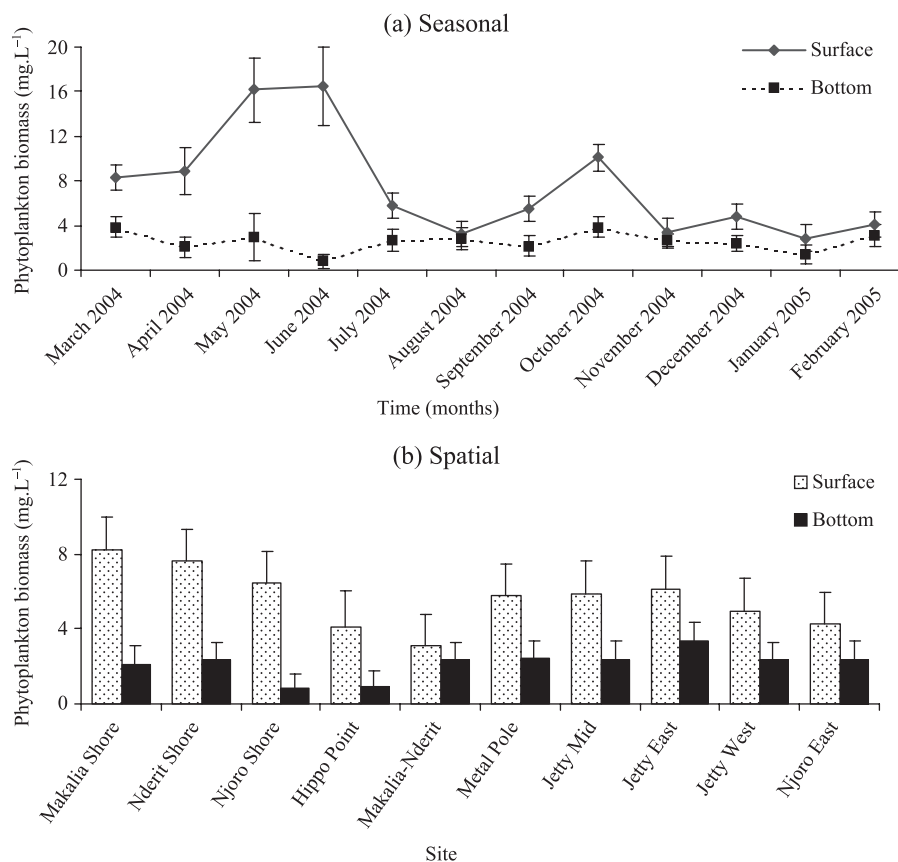 (a) Seasonal
Phytoplankton biomass (mg.L⁻¹)
20
16
12
8
4
0
Surface
Bottom
March 2004
April 2004
May 2004
June 2004
July 2004
August 2004
September 2004
October 2004
November 2004
December 2004
January 2005
February 2005
Time (months)
(b) Spatial
Phytoplankton biomass (mg.L⁻¹)
12
8
4
0
Surface
Bottom
Makalia Shore
Nderit Shore
Njoro Shore
Hippo Point
Makalia-Nderit
Metal Pole
Jetty Mid
Jetty East
Jetty West
Njoro East
Site